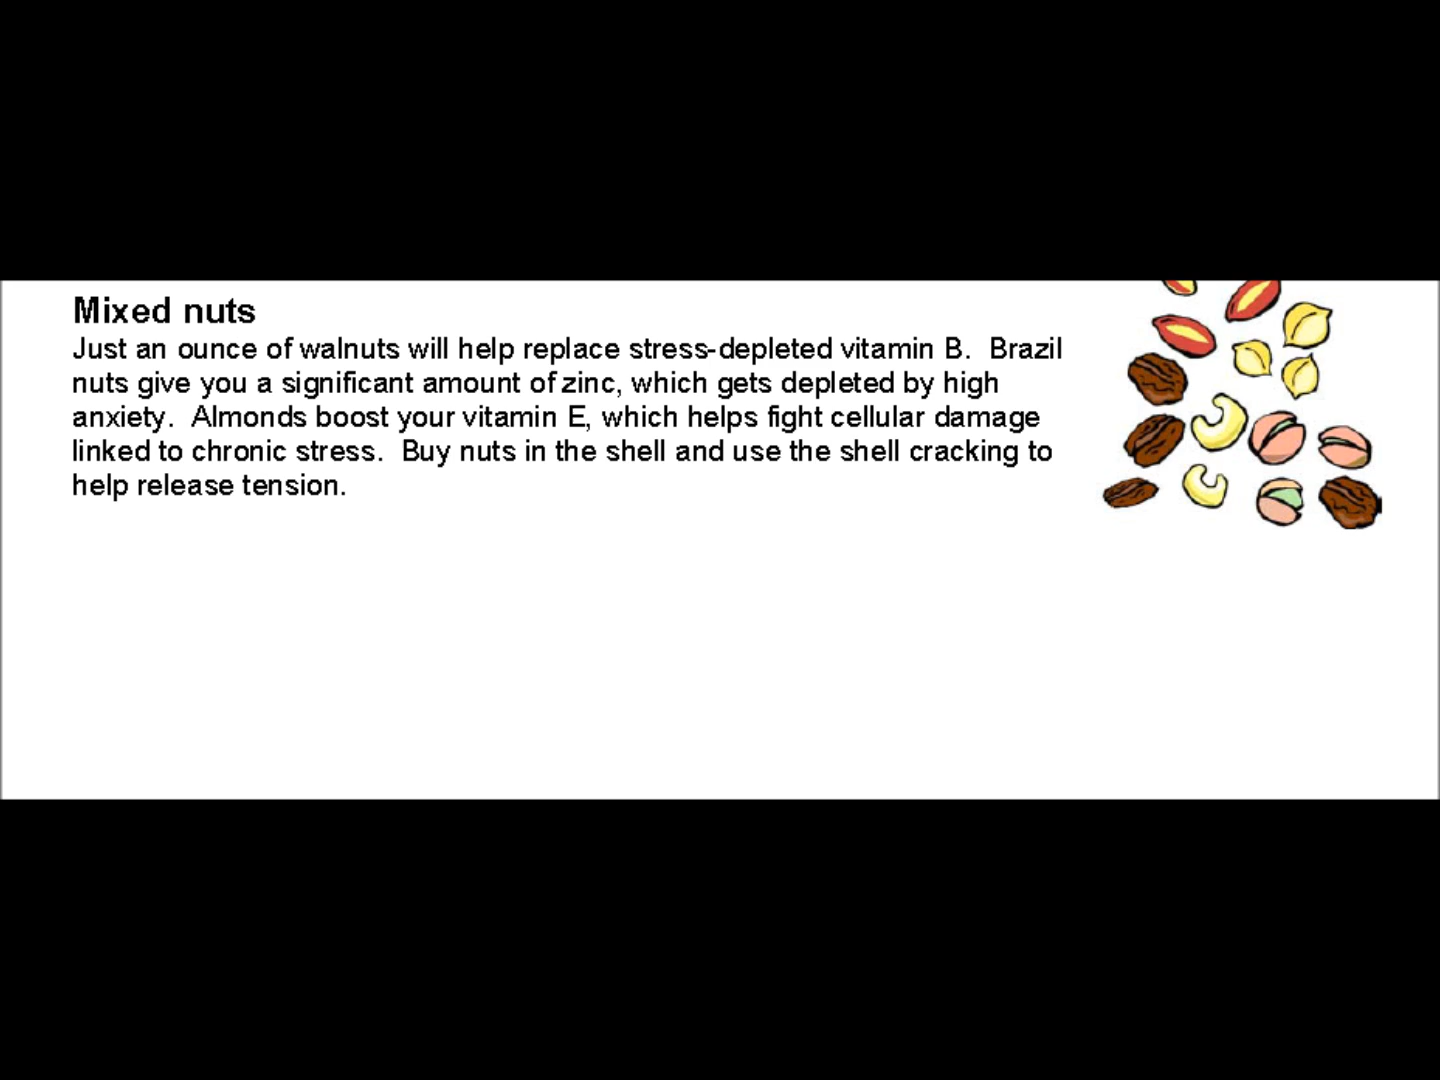 Mixed nuts
Just an ounce of walnuts will help replace stress-depleted vitamin B.  Brazil
nuts give you a significant amount of zinc, which gets depleted by high
anxiety.  Almonds boost your vitamin E, which helps fight cellular damage
linked to chronic stress.  Buy nuts in the shell and use the shell cracking to
help release tension.